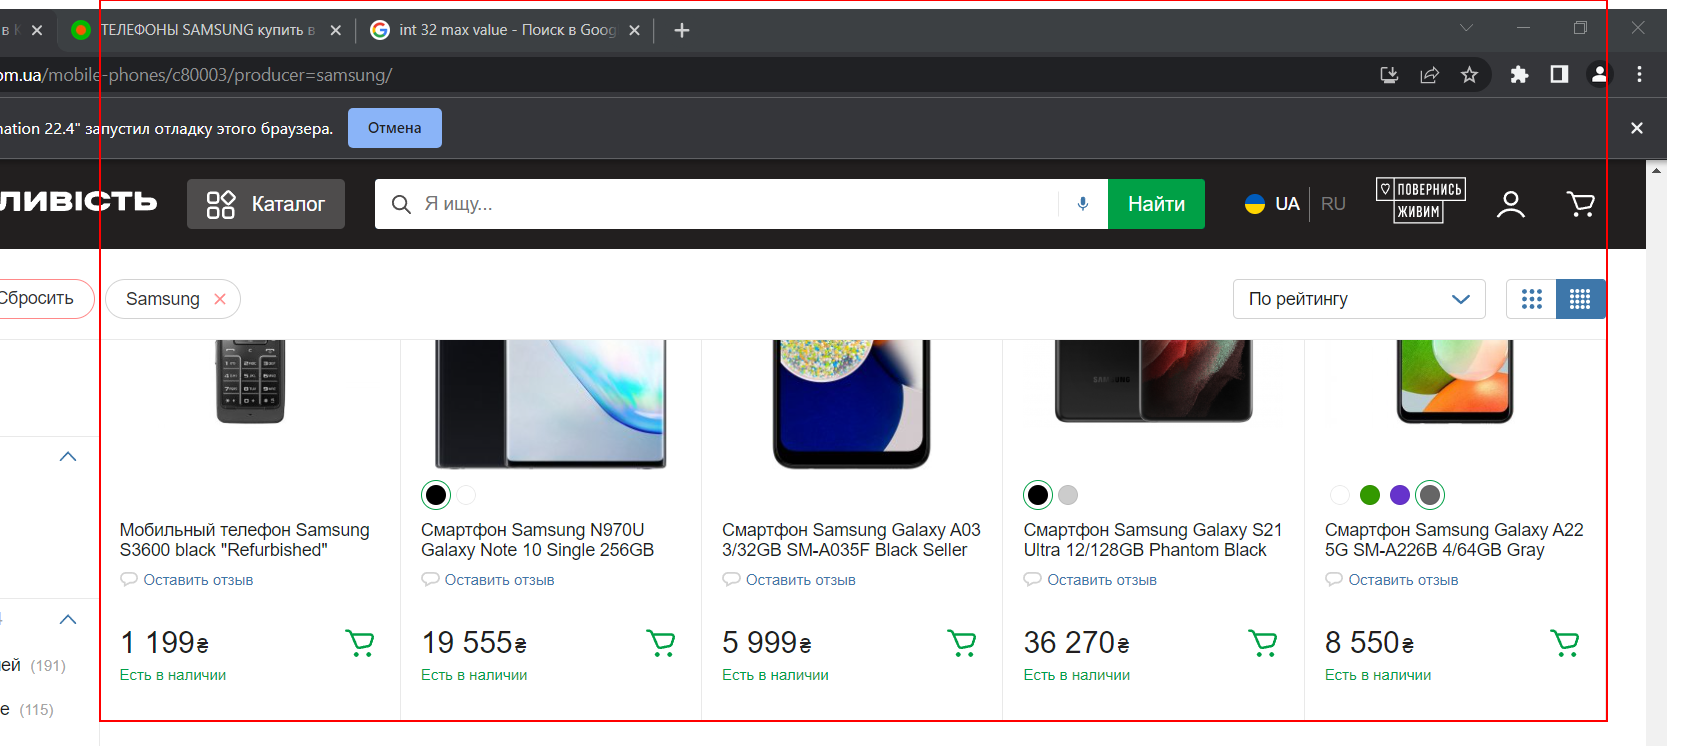 в К
ТЕЛЕФОНЫ SAMSUNG купить в
int 32 max value - Поиск в Goog
om.ua/mobile-phones/c80003/producer=samsung/
nation 22.4" запустил отладку этого браузера.
Отмена
ЛИВІСТЬ
Каталог
Я ищу...
Найти
UA
RU
ПОВЕРНИСЬ
ЖИВИМ
Сбросить
Samsung
По рейтингу
SAMSUNG
Мобильный телефон Samsung
S3600 black "Refurbished"
Оставить отзыв
1 199₴
Есть в наличии
Смартфон Samsung N970U
Galaxy Note 10 Single 256GB
Оставить отзыв
19 555₴
Есть в наличии
Смартфон Samsung Galaxy A03
3/32GB SM-A035F Black Seller
Оставить отзыв
5 999₴
Есть в наличии
Смартфон Samsung Galaxy S21
Ultra 12/128GB Phantom Black
Оставить отзыв
36 270₴
Есть в наличии
Смартфон Samsung Galaxy A22
5G SM-A226B 4/64GB Gray
Оставить отзыв
8 550₴
Есть в наличии
ей (191)
е (115)